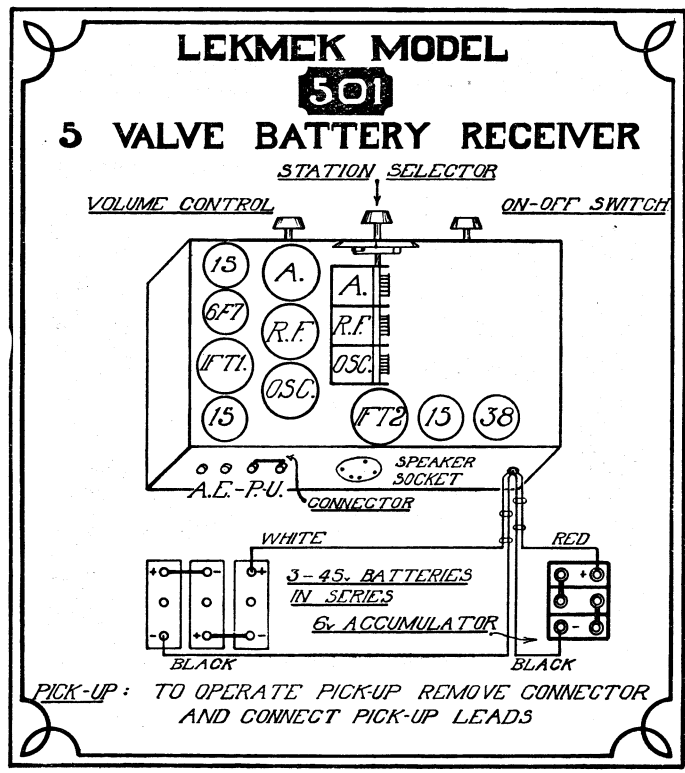 LEKMEK MODEL
501
5 VALVE BATTERY RECEIVER
STATION SELECTOR
VOLUME CONTROL
ON-OFF SWITCH
15
A.
A.
6F7
R.F.
R.F.
IFT1.
OSC.
OSC.
15
IFT2
15
38
A.E.-P.U.
SPEAKER
SOCKET
CONNECTOR
WHITE
RED
+ -
+
+
3-45v BATTERIES
IN SERIES
6v ACCUMULATOR
- + -
-
BLACK
BLACK
PICK-UP: TO OPERATE PICK-UP REMOVE CONNECTOR
AND CONNECT PICK-UP LEADS